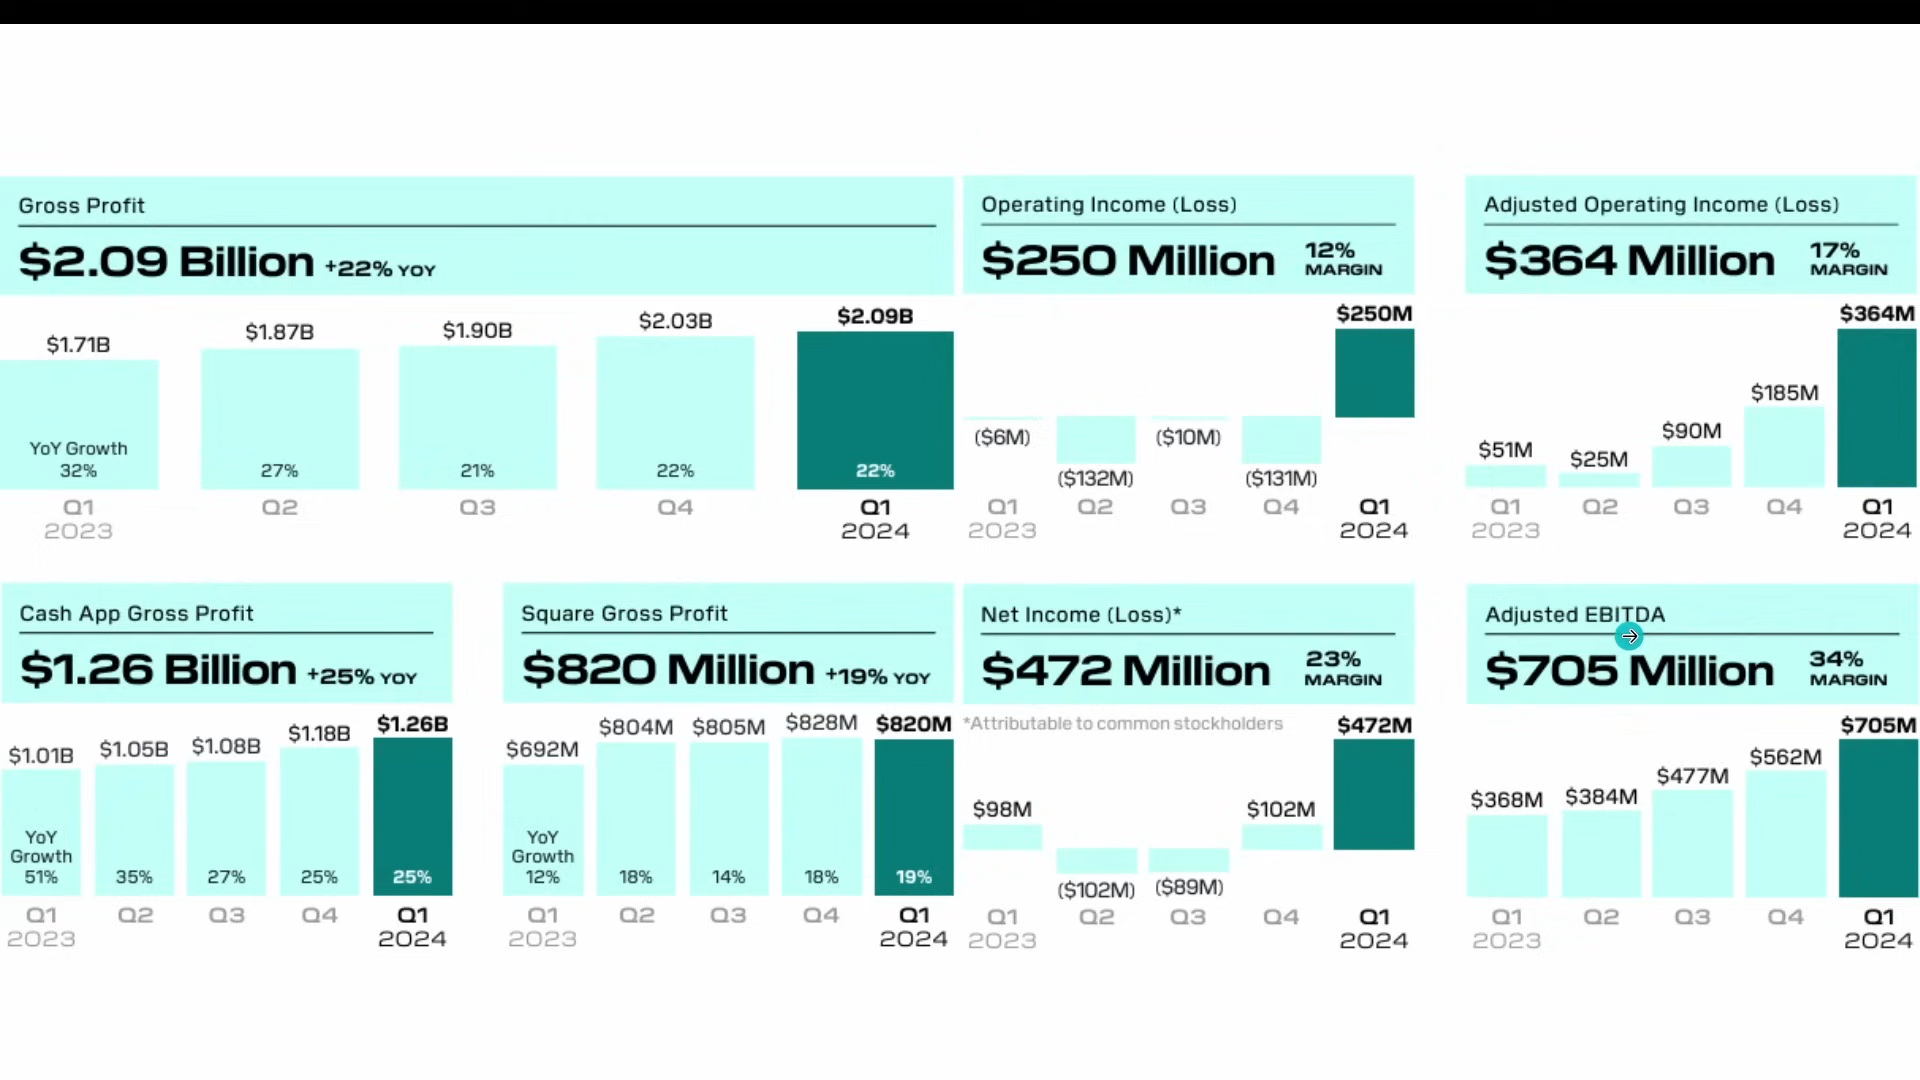 Gross Profit
$2.09 Billion +22% YOY
$1.71B
$1.87B
$1.90B
$2.03B
$2.09B
YoY Growth
32%
27%
21%
22%
22%
Q1
2023
Q2
Q3
Q4
Q1
2024
Operating Income (Loss)
$250 Million
12%
MARGIN
$250M
($6M)
($132M)
($10M)
($131M)
Q1
2023
Q2
Q3
Q4
Q1
2024
Adjusted Operating Income (Loss)
$364 Million
17%
MARGIN
$51M
$25M
$90M
$185M
$364M
Q1
2023
Q2
Q3
Q4
Q1
2024
Cash App Gross Profit
$1.26 Billion +25% YOY
$1.01B
$1.05B
$1.08B
$1.18B
$1.26B
YoY
Growth
51%
35%
27%
25%
25%
Q1
2023
Q2
Q3
Q4
Q1
2024
Square Gross Profit
$820 Million +19% YOY
$692M
$804M
$805M
$828M
$820M
YoY
Growth
12%
18%
14%
18%
19%
Q1
2023
Q2
Q3
Q4
Q1
2024
Net Income (Loss)*
$472 Million
23%
MARGIN
*Attributable to common stockholders
$472M
$98M
($102M)
($89M)
$102M
Q1
2023
Q2
Q3
Q4
Q1
2024
Adjusted EBITDA
$705 Million
34%
MARGIN
$368M
$384M
$477M
$562M
$705M
Q1
2023
Q2
Q3
Q4
Q1
2024